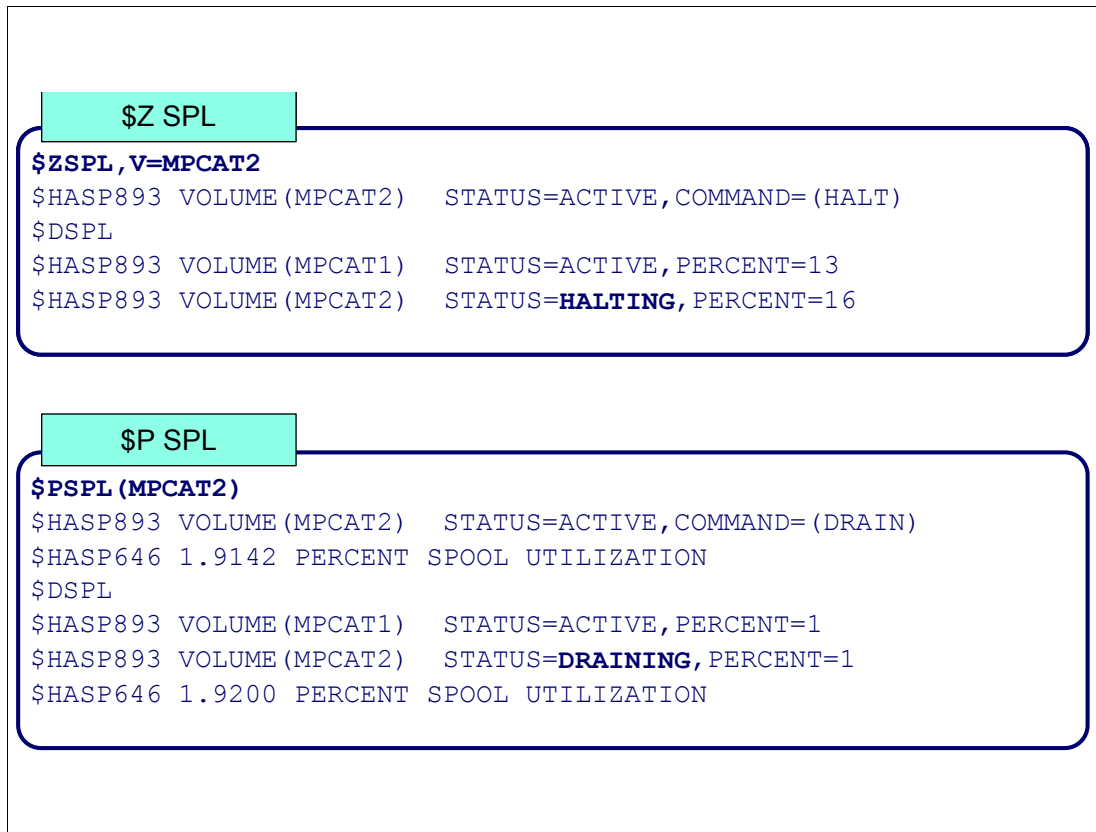 $Z SPL
$ZSPL,V=MPCAT2
$HASP893 VOLUME(MPCAT2)  STATUS=ACTIVE,COMMAND=(HALT)
$DSPL
$HASP893 VOLUME(MPCAT1)  STATUS=ACTIVE,PERCENT=13
$HASP893 VOLUME(MPCAT2)  STATUS=HALTING,PERCENT=16
$P SPL
$PSPL(MPCAT2)
$HASP893 VOLUME(MPCAT2)  STATUS=ACTIVE,COMMAND=(DRAIN)
$HASP646 1.9142 PERCENT SPOOL UTILIZATION
$DSPL
$HASP893 VOLUME(MPCAT1)  STATUS=ACTIVE,PERCENT=1
$HASP893 VOLUME(MPCAT2)  STATUS=DRAINING,PERCENT=1
$HASP646 1.9200 PERCENT SPOOL UTILIZATION